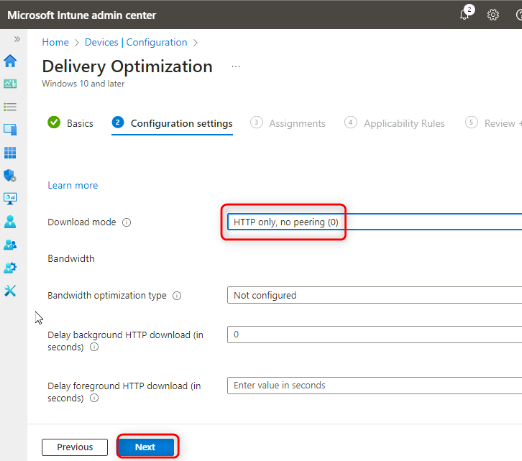 Microsoft Intune admin center
2
Home > Devices | Configuration >
Delivery Optimization ...
Windows 10 and later
Basics
2 Configuration settings
3 Assignments
4 Applicability Rules
5 Review +
Learn more
Download mode
HTTP only, no peering (0)
Bandwidth
Bandwidth optimization type
Not configured
Delay background HTTP download (in
seconds)
0
Delay foreground HTTP download (in
seconds)
Enter value in seconds
Previous
Next